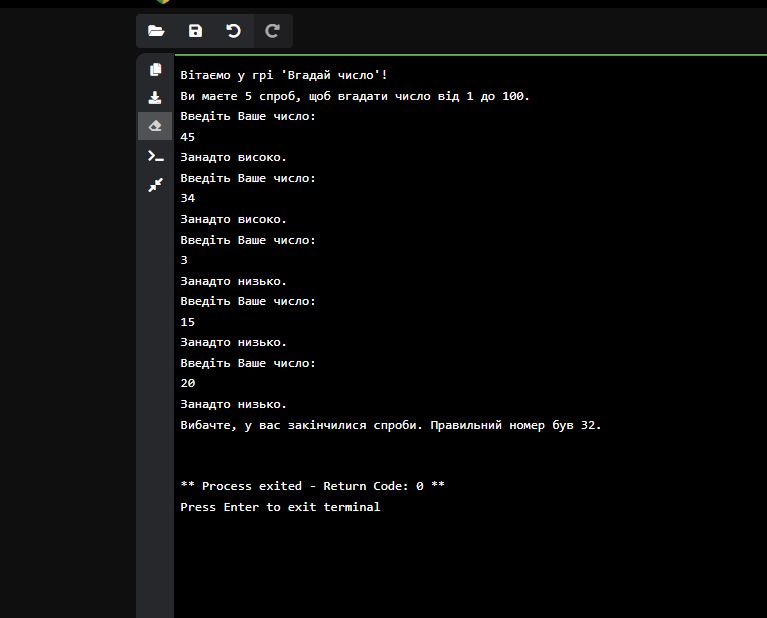 Вітаємо у грі 'Вгадай число'!
Ви маєте 5 спроб, щоб вгадати число від 1 до 100.
Введіть Ваше число:
45
Занадто високо.
Введіть Ваше число:
34
Занадто високо.
Введіть Ваше число:
3
Занадто низько.
Введіть Ваше число:
15
Занадто низько.
Введіть Ваше число:
20
Занадто низько.
Вибачте, у вас закінчилися спроби. Правильний номер був 32.
** Process exited - Return Code: 0 **
Press Enter to exit terminal